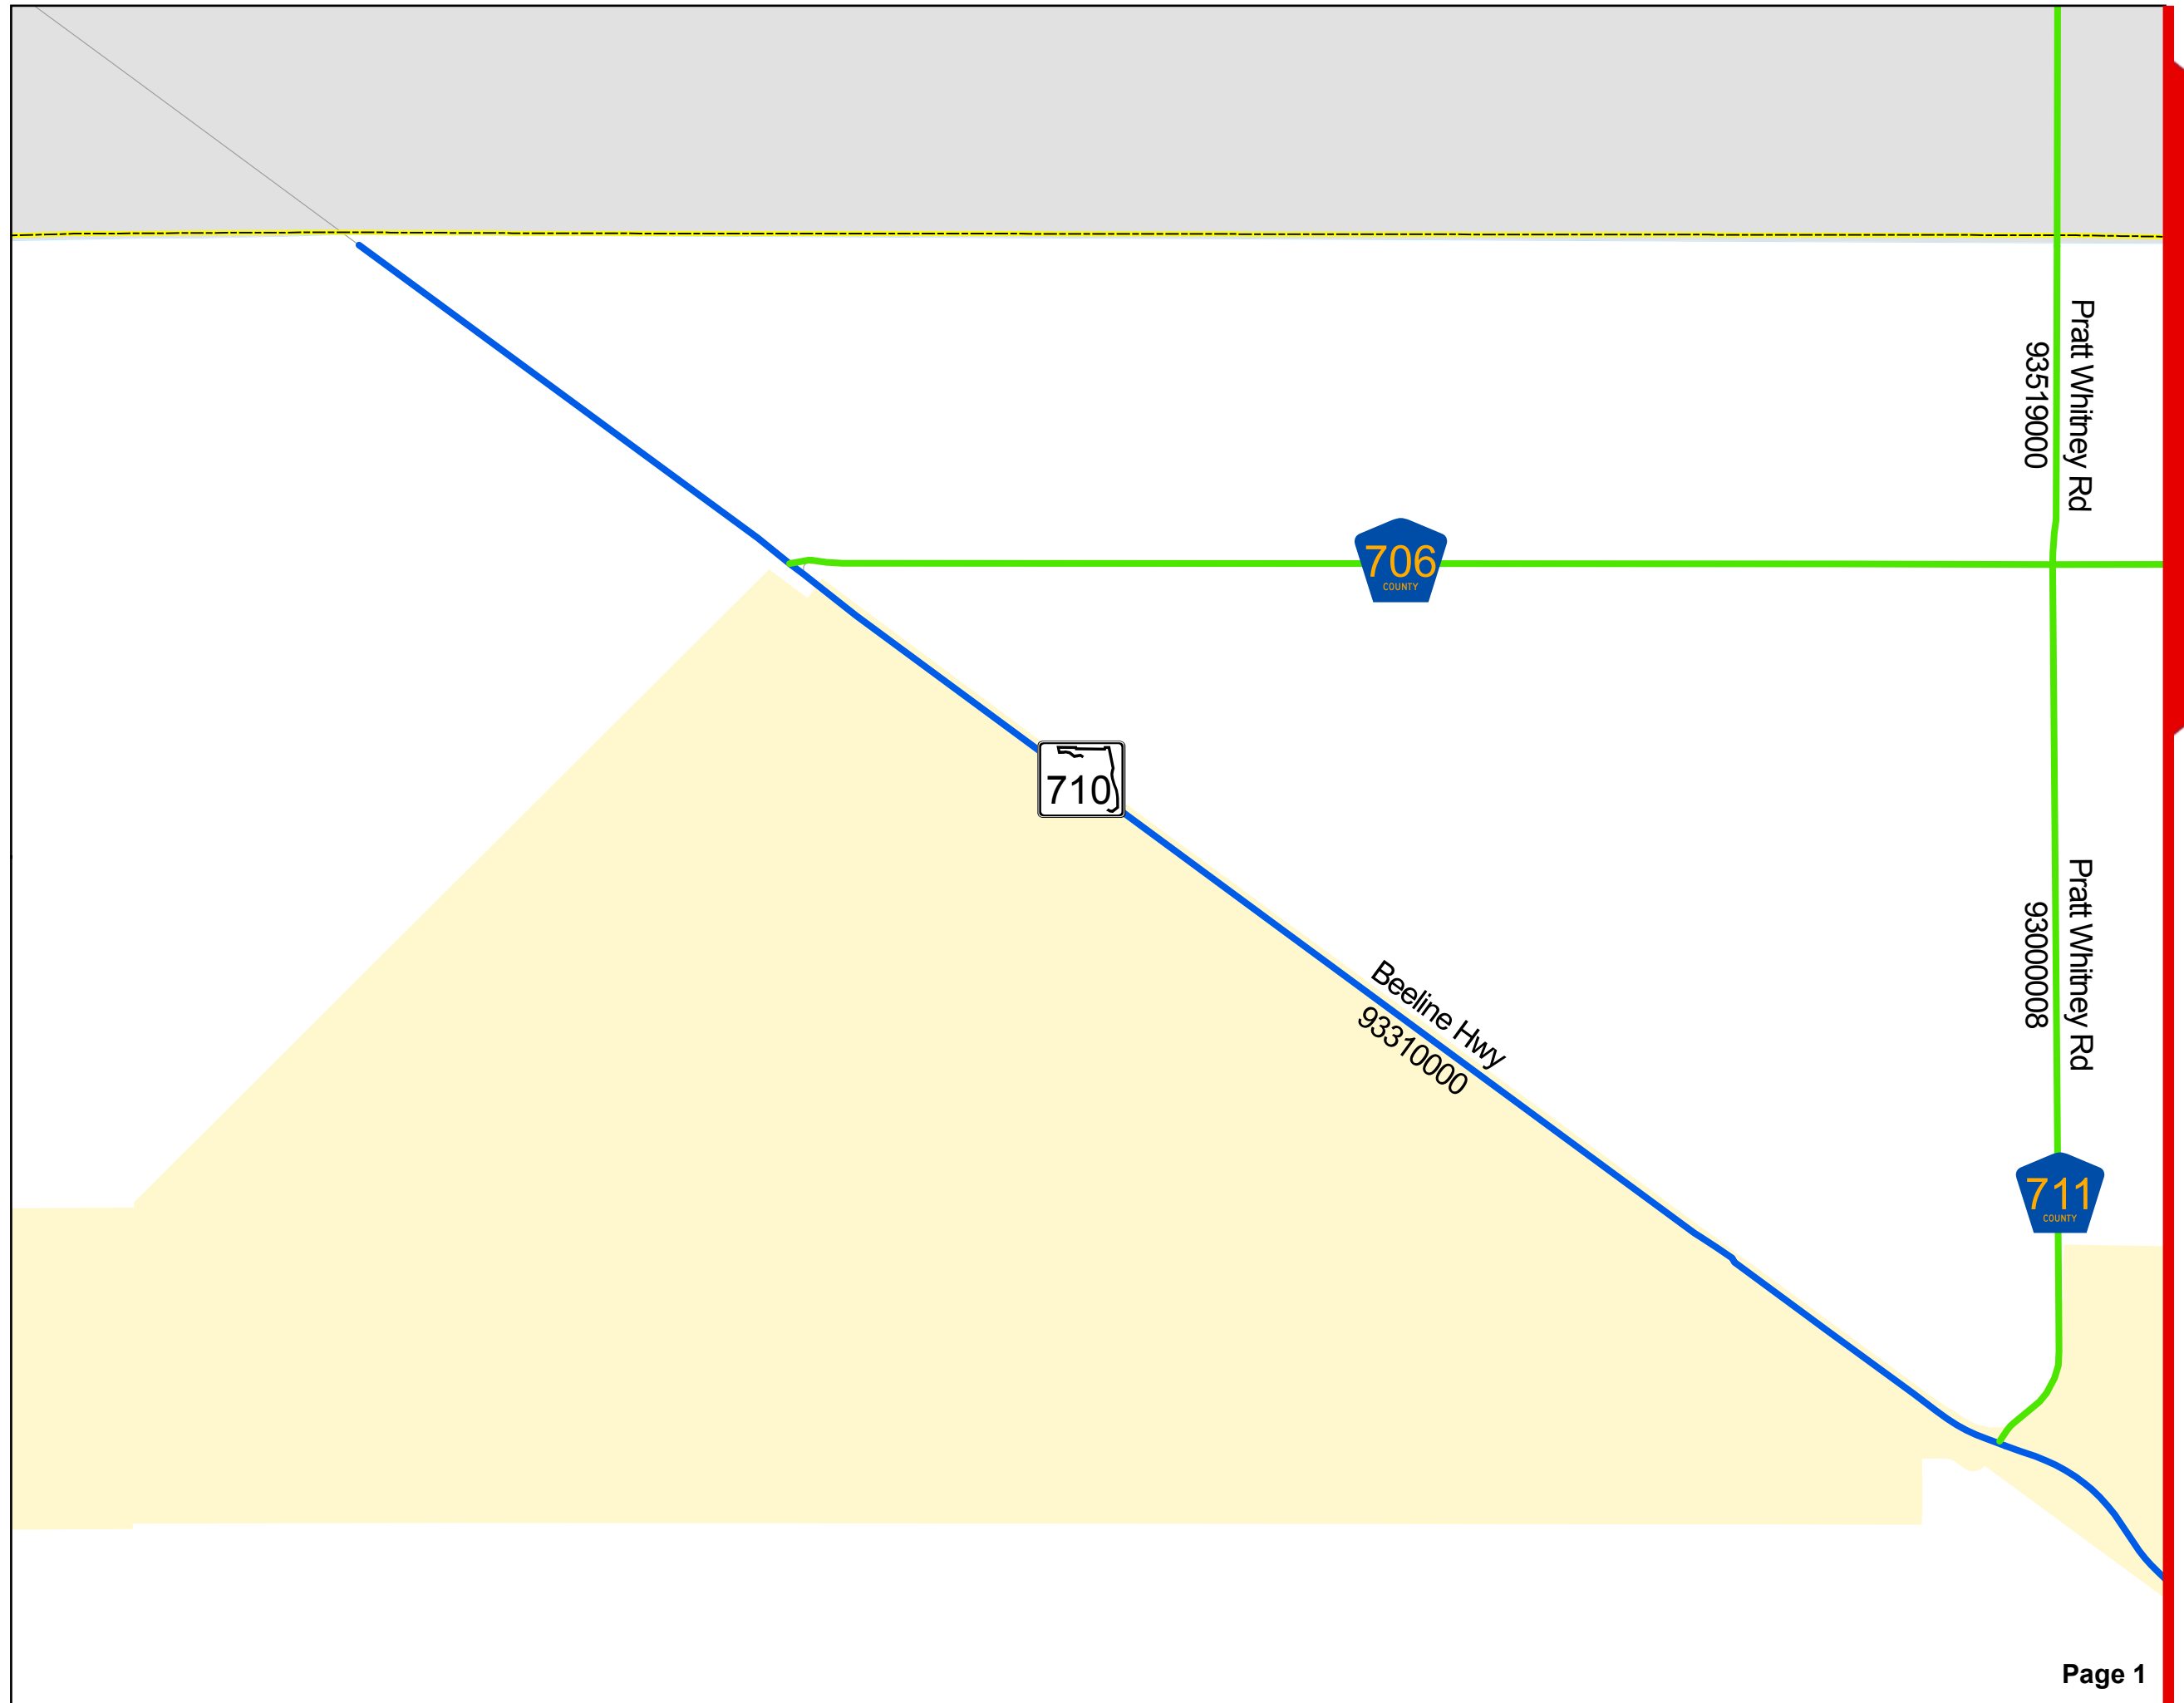 Pratt Whitney Rd
93519000
706
COUNTY
710
Pratt Whitney Rd
93000008
Beeline Hwy
93310000
711
COUNTY
Page 1